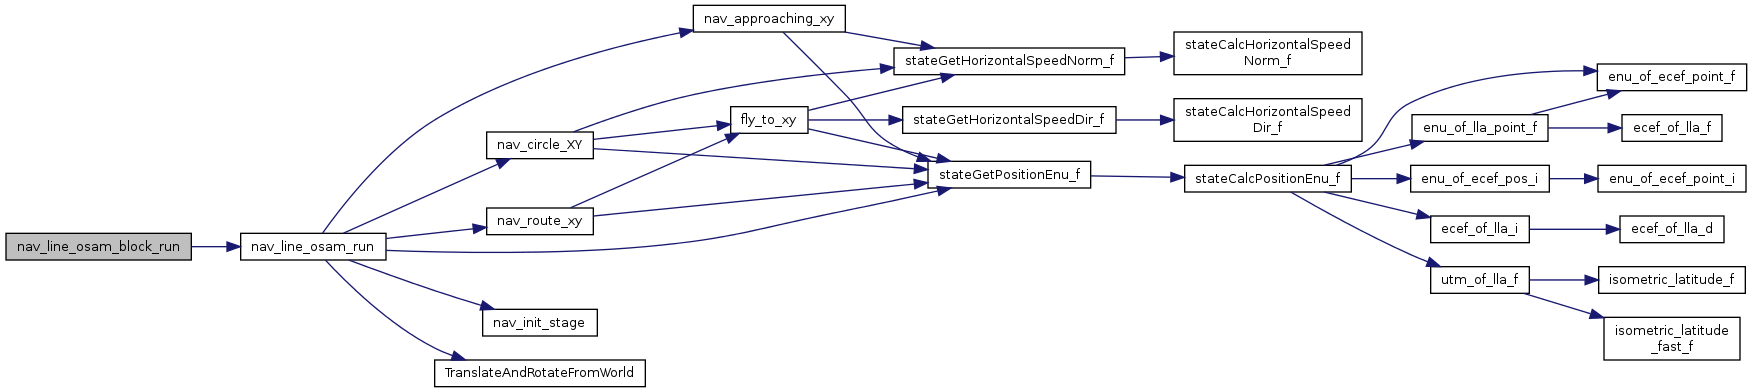 nav_line_osam_block_run
nav_line_osam_run
nav_approaching_xy
nav_circle_XY
nav_route_xy
nav_init_stage
TranslateAndRotateFromWorld
fly_to_xy
stateGetHorizontalSpeedNorm_f
stateGetHorizontalSpeedDir_f
stateGetPositionEnu_f
stateCalcHorizontalSpeed
Norm_f
stateCalcHorizontalSpeed
Dir_f
stateCalcPositionEnu_f
enu_of_lla_point_f
enu_of_ecef_pos_i
ecef_of_lla_i
utm_of_lla_f
enu_of_ecef_point_f
ecef_of_lla_f
enu_of_ecef_point_i
ecef_of_lla_d
isometric_latitude_f
isometric_latitude
_fast_f